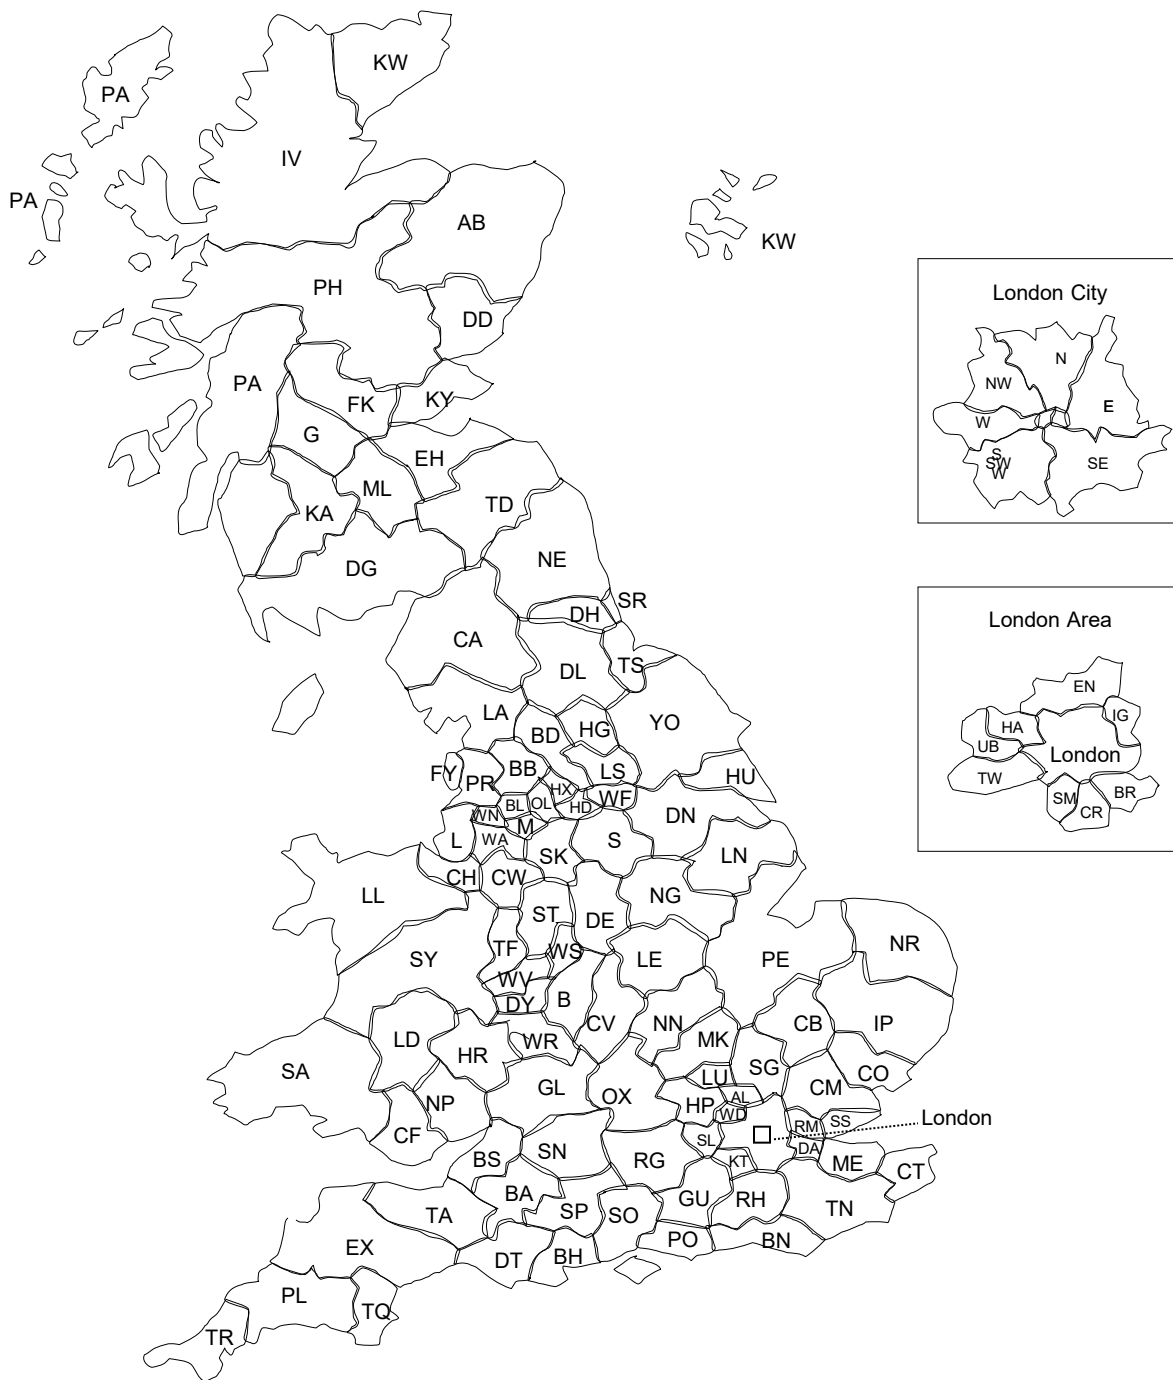 KW
PA
IV
PA
AB
KW
PH
DD
London City
N
NW
E
W
S
SW
W
SE
PA
FK
KY
G
EH
ML
KA
TD
DG
NE
SR
DH
London Area
CA
TS
DL
EN
LA
BD
HG
YO
HA
IG
UB
London
TW
SM
BR
CR
FY
PR
BB
LS
HU
HX
WN
BL
OL
HD
WF
DN
L
WA
M
SK
S
LN
LL
CH
CW
NG
ST
DE
NR
SY
TF
WS
LE
PE
WV
DY
B
CV
NN
MK
CB
IP
SA
LD
HR
WR
LU
SG
CO
CM
NP
GL
OX
HP
AL
WD
RM
SS
London
CF
BS
SN
RG
SL
KT
DA
ME
CT
BA
SP
SO
GU
RH
TN
TA
EX
DT
BH
PO
BN
PL
TQ
TR